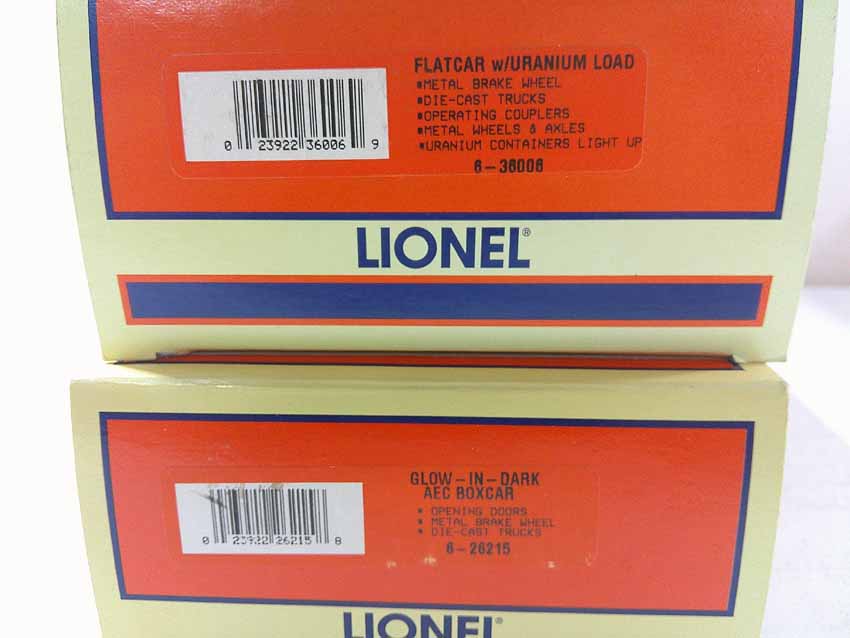 FLATCAR w/URANIUM LOAD
•METAL BRAKE WHEEL
•DIE-CAST TRUCKS
•OPERATING COUPLERS
•METAL WHEELS & AXLES
•URANIUM CONTAINERS LIGHT UP
6-36006
0 23922 36006 9
LIONEL®
GLOW-IN-DARK
AEC BOXCAR
• OPENING DOORS
• METAL BRAKE WHEEL
• DIE-CAST TRUCKS
6-26215
0 23922 26215 8
LIONEL®